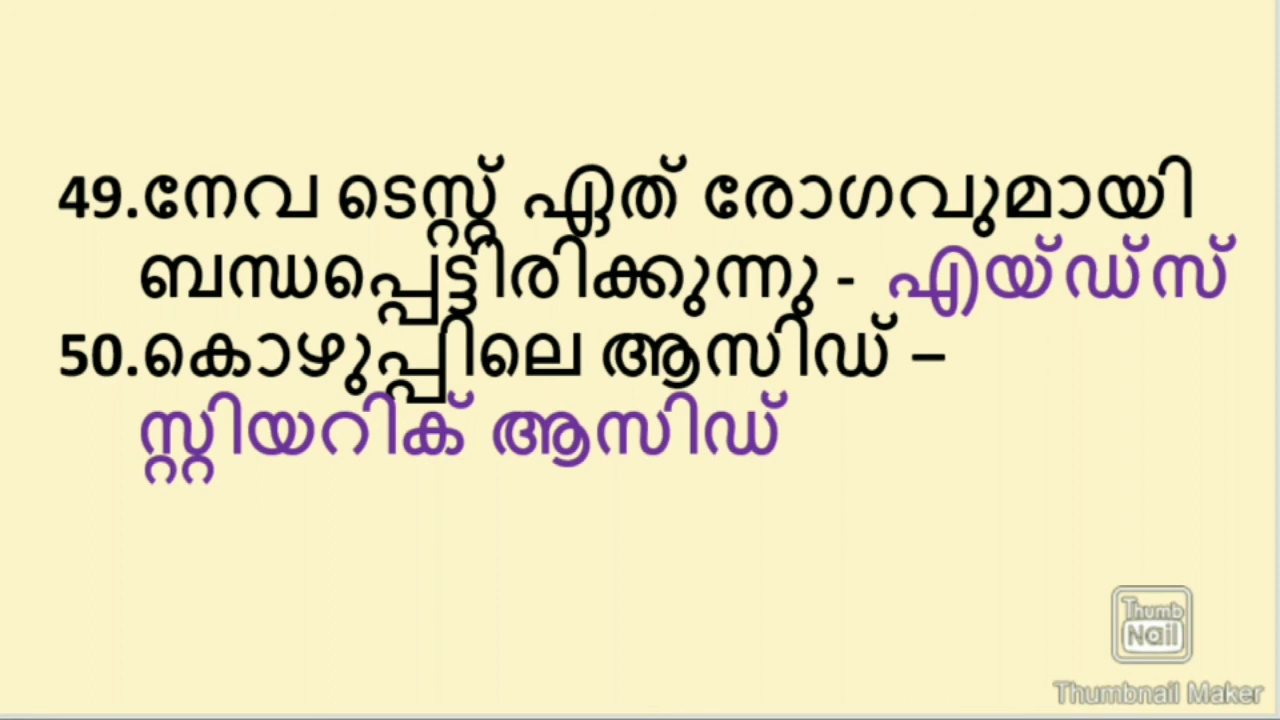 49.നേവ ടെസ്റ്റ് ഏത് രോഗവുമായി
ബന്ധപ്പെട്ടിരിക്കുന്നു - എയ്ഡ്സ്
50.കൊഴുപ്പിലെ ആസിഡ് –
സ്റ്റിയറിക് ആസിഡ്
Thumb
Nail
Thumbnail Maker